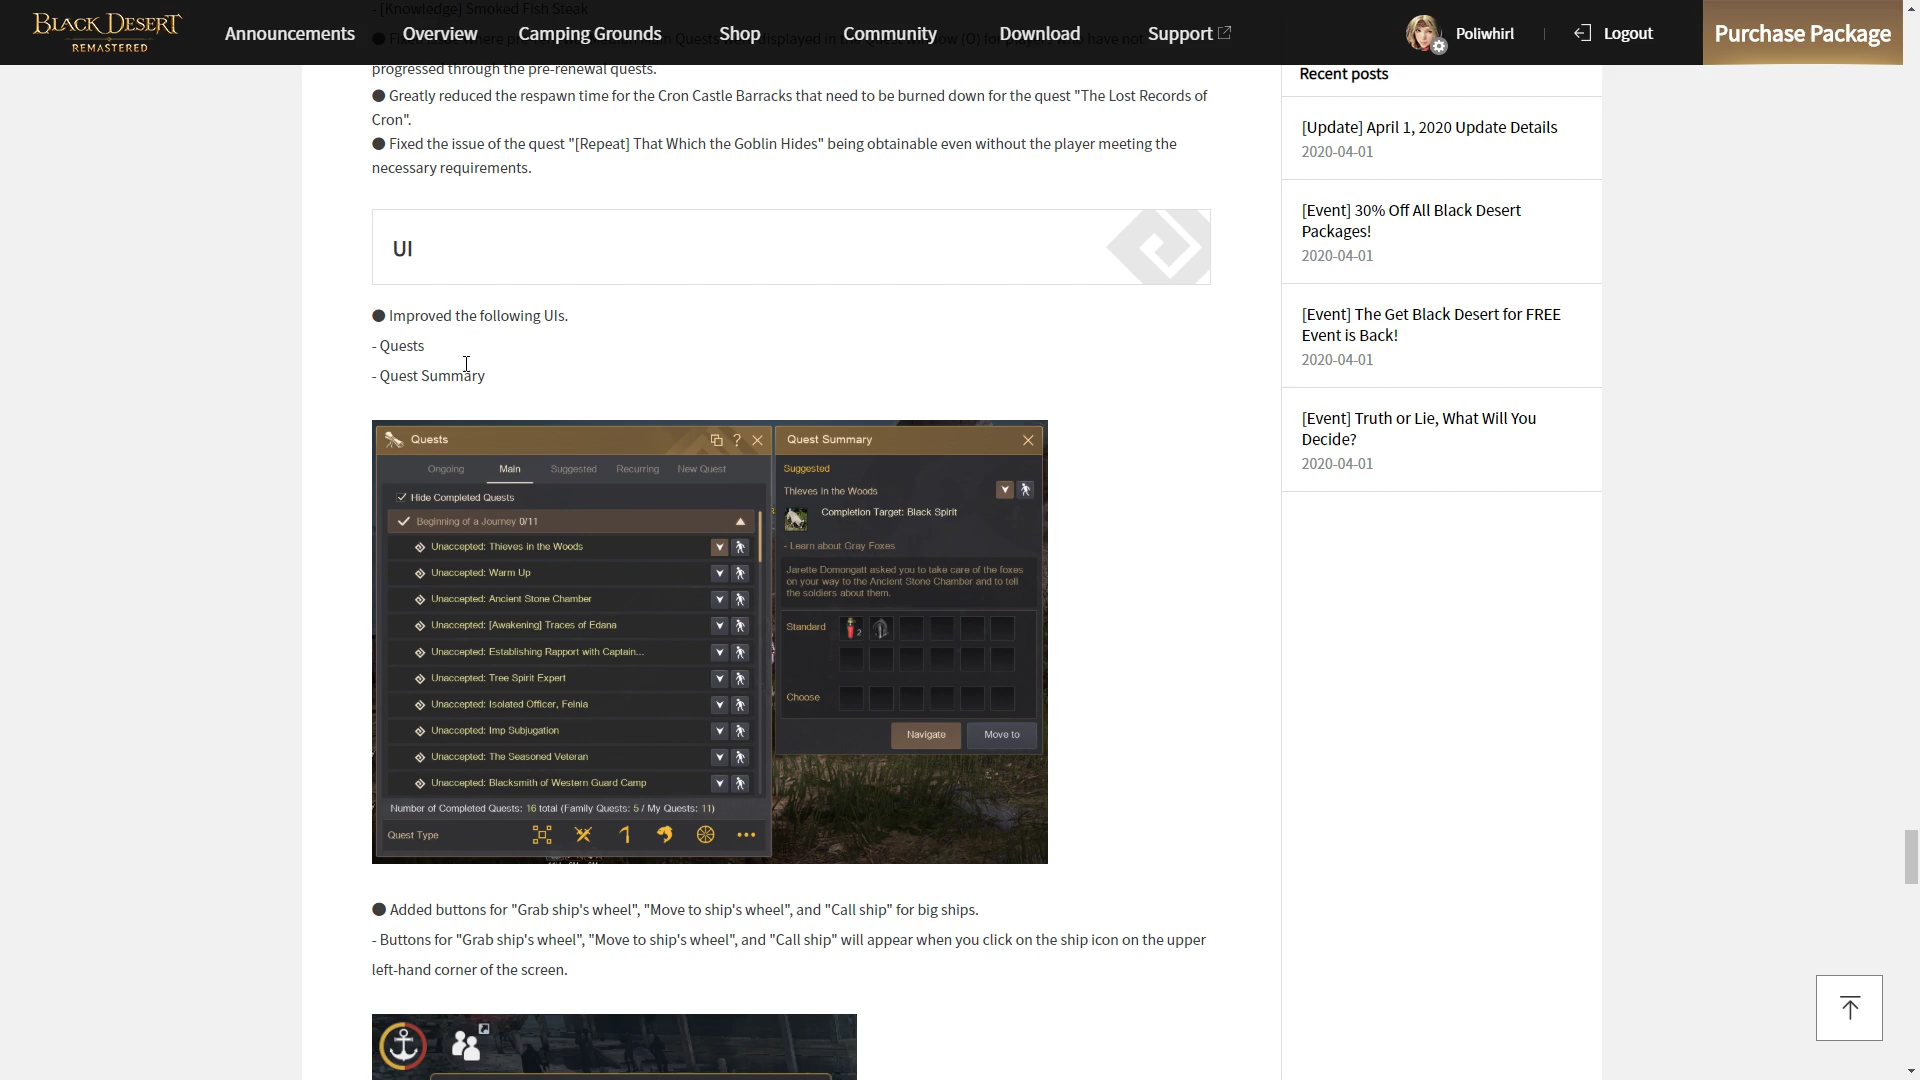 BLACK DESERT
REMASTERED
Announcements
Overview
Camping Grounds
Shop
Community
Download
Support
Poliwhirl
Logout
Purchase Package
- [Knowledge] Smoked Fish Steak
progressed through the pre-renewal quests.
● Greatly reduced the respawn time for the Cron Castle Barracks that need to be burned down for the quest "The Lost Records of
Cron".
● Fixed the issue of the quest "[Repeat] That Which the Goblin Hides" being obtainable even without the player meeting the
necessary requirements.
UI
● Improved the following UIs.
- Quests
- Quest Summary
Quests
?
Ongoing
Main
Suggested
Recurring
New Quest
Hide Completed Quests
Beginning of a Journey 0/11
Unaccepted: Thieves in the Woods
Unaccepted: Warm Up
Unaccepted: Ancient Stone Chamber
Unaccepted: [Awakening] Traces of Edana
Unaccepted: Establishing Rapport with Captain...
Unaccepted: Tree Spirit Expert
Unaccepted: Isolated Officer, Feinia
Unaccepted: Imp Subjugation
Unaccepted: The Seasoned Veteran
Unaccepted: Blacksmith of Western Guard Camp
Number of Completed Quests: 16 total (Family Quests: 5 / My Quests: 11)
Quest Type
Quest Summary
Suggested
Thieves in the Woods
Completion Target: Black Spirit
- Learn about Gray Foxes
Jarette Domongatt asked you to take care of the foxes
on your way to the Ancient Stone Chamber and to tell
the soldiers about them.
Standard
2
Choose
Navigate
Move to
● Added buttons for "Grab ship's wheel", "Move to ship's wheel", and "Call ship" for big ships.
- Buttons for "Grab ship's wheel", "Move to ship's wheel", and "Call ship" will appear when you click on the ship icon on the upper
left-hand corner of the screen.
Recent posts
[Update] April 1, 2020 Update Details
2020-04-01
[Event] 30% Off All Black Desert
Packages!
2020-04-01
[Event] The Get Black Desert for FREE
Event is Back!
2020-04-01
[Event] Truth or Lie, What Will You
Decide?
2020-04-01